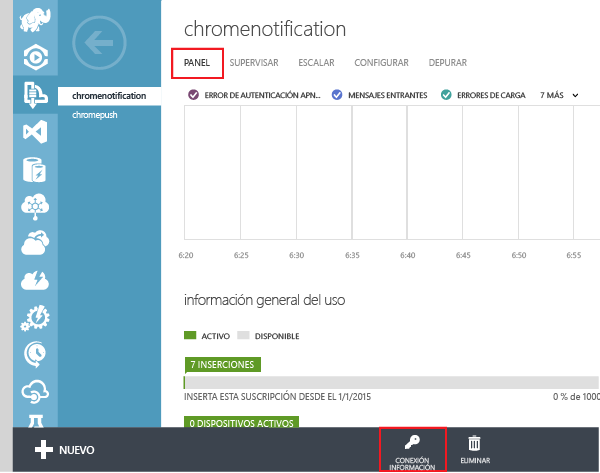 chromenotification
PANEL SUPERVISAR ESCALAR CONFIGURAR DEPURAR
chromenotification
chromepush
ERROR DE AUTENTICACIÓN APN... MENSAJES ENTRANTES ERRORES DE CARGA 7 MÁS
6:20 6:25 6:30 6:35 6:40 6:45 6:50 6:55
información general del uso
ACTIVO DISPONIBLE
7 INSERCIONES
INSERTA ESTA SUSCRIPCIÓN DESDE EL 1/1/2015 0 % de 1000
0 DISPOSITIVOS ACTIVOS
NUEVO
CONEXIÓN
INFORMACIÓN
ELIMINAR